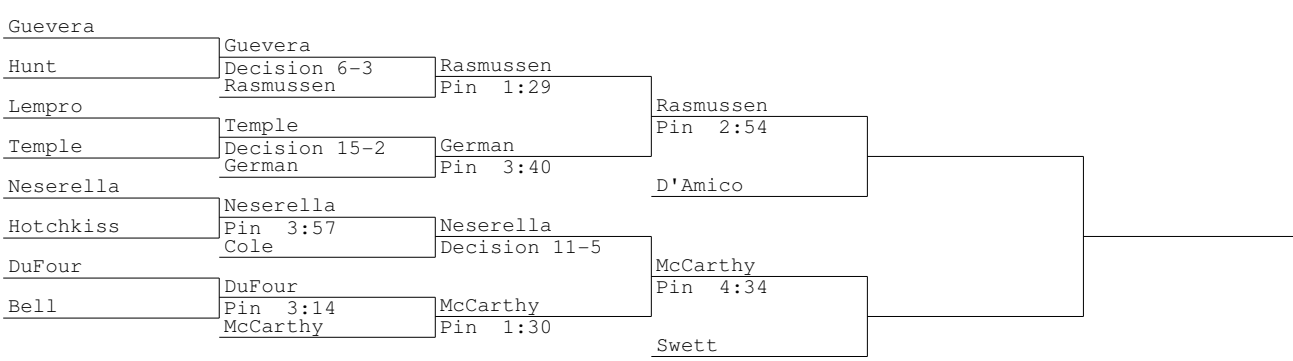 Guevera
Hunt
Lempro
Temple
Neserella
Hotchkiss
DuFour
Bell
Guevera
Decision 6-3
Rasmussen
Temple
Decision 15-2
German
Neserella
Pin 3:57
Cole
DuFour
Pin 3:14
McCarthy
Rasmussen
Pin 1:29
German
Pin 3:40
Neserella
Decision 11-5
McCarthy
Pin 1:30
Rasmussen
Pin 2:54
D'Amico
McCarthy
Pin 4:34
Swett